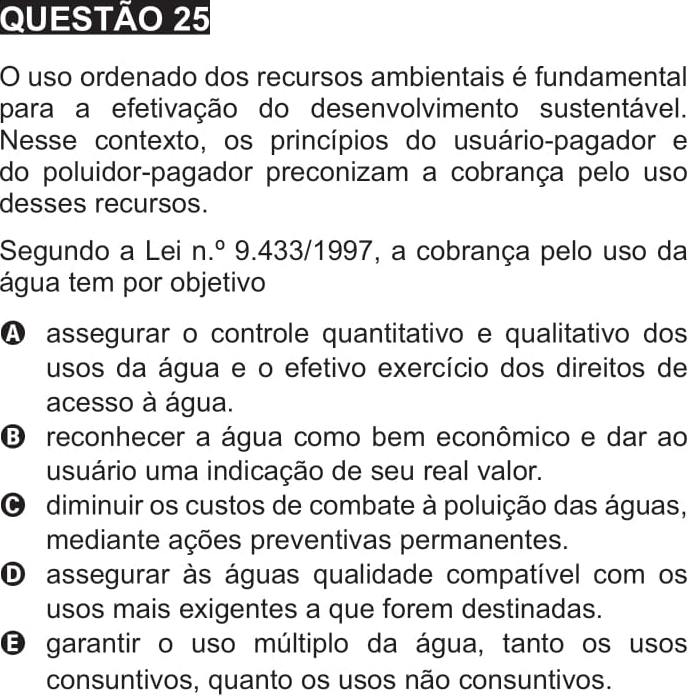 QUESTÃO 25
O uso ordenado dos recursos ambientais é fundamental
para a efetivação do desenvolvimento sustentável.
Nesse contexto, os princípios do usuário-pagador e
do poluidor-pagador preconizam a cobrança pelo uso
desses recursos.
Segundo a Lei n.º 9.433/1997, a cobrança pelo uso da
água tem por objetivo
A assegurar o controle quantitativo e qualitativo dos
usos da água e o efetivo exercício dos direitos de
acesso à água.
B reconhecer a água como bem econômico e dar ao
usuário uma indicação de seu real valor.
C diminuir os custos de combate à poluição das águas,
mediante ações preventivas permanentes.
D assegurar às águas qualidade compatível com os
usos mais exigentes a que forem destinadas.
E garantir o uso múltiplo da água, tanto os usos
consuntivos, quanto os usos não consuntivos.